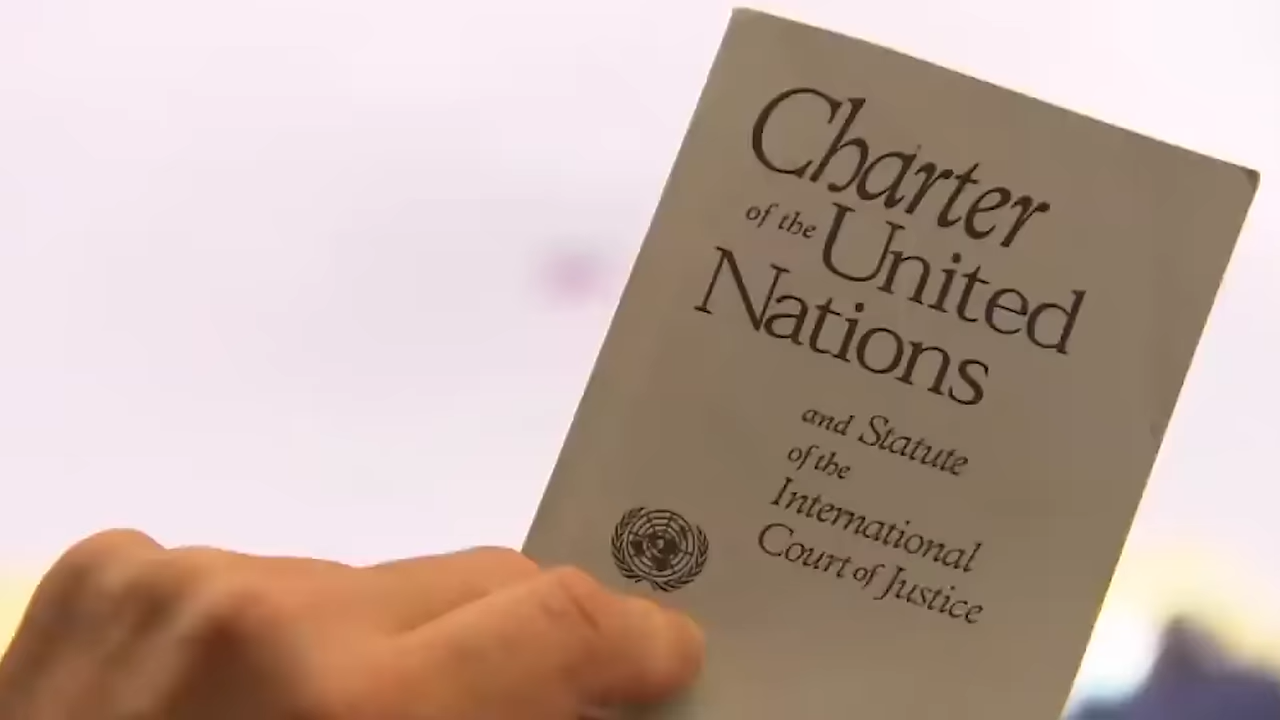 Charter
of the United
Nations
and Statute
of the
International
Court of Justice